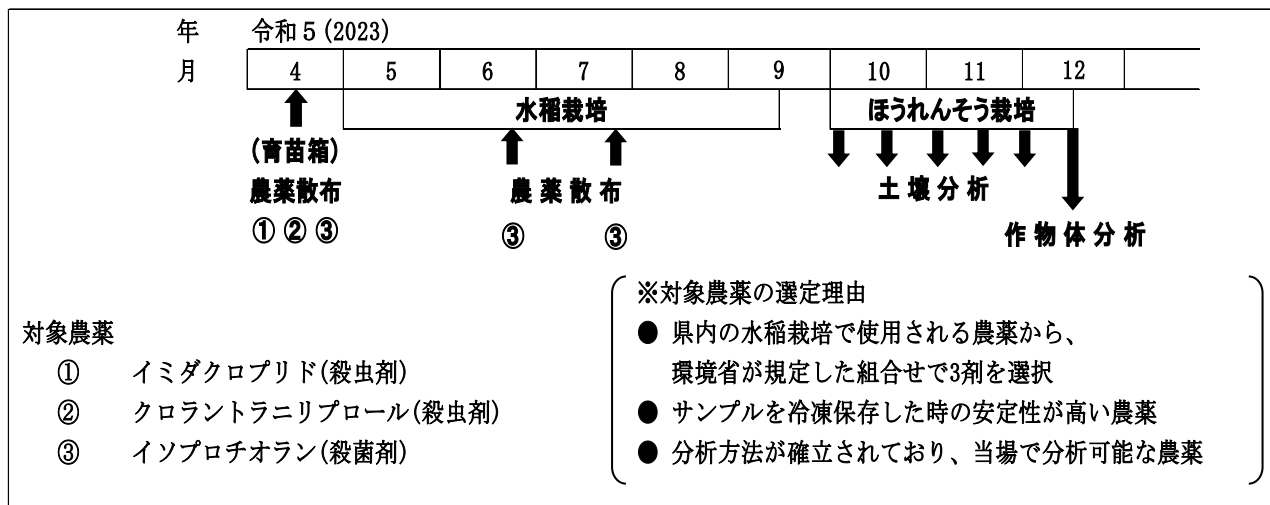 年 令和５(2023)
月 4 5 6 7 8 9 10 11 12
水稲栽培 ほうれんそう栽培
(育苗箱)
農薬散布 農薬散布 土壌分析
①②③ ③ ③ 作物体分析
※対象農薬の選定理由
● 県内の水稲栽培で使用される農薬から、
環境省が規定した組合せで3剤を選択
● サンプルを冷凍保存した時の安定性が高い農薬
● 分析方法が確立されており、当場で分析可能な農薬
対象農薬
① イミダクロプリド(殺虫剤)
② クロラントラニリプロール(殺虫剤)
③ イソプロチオラン(殺菌剤)